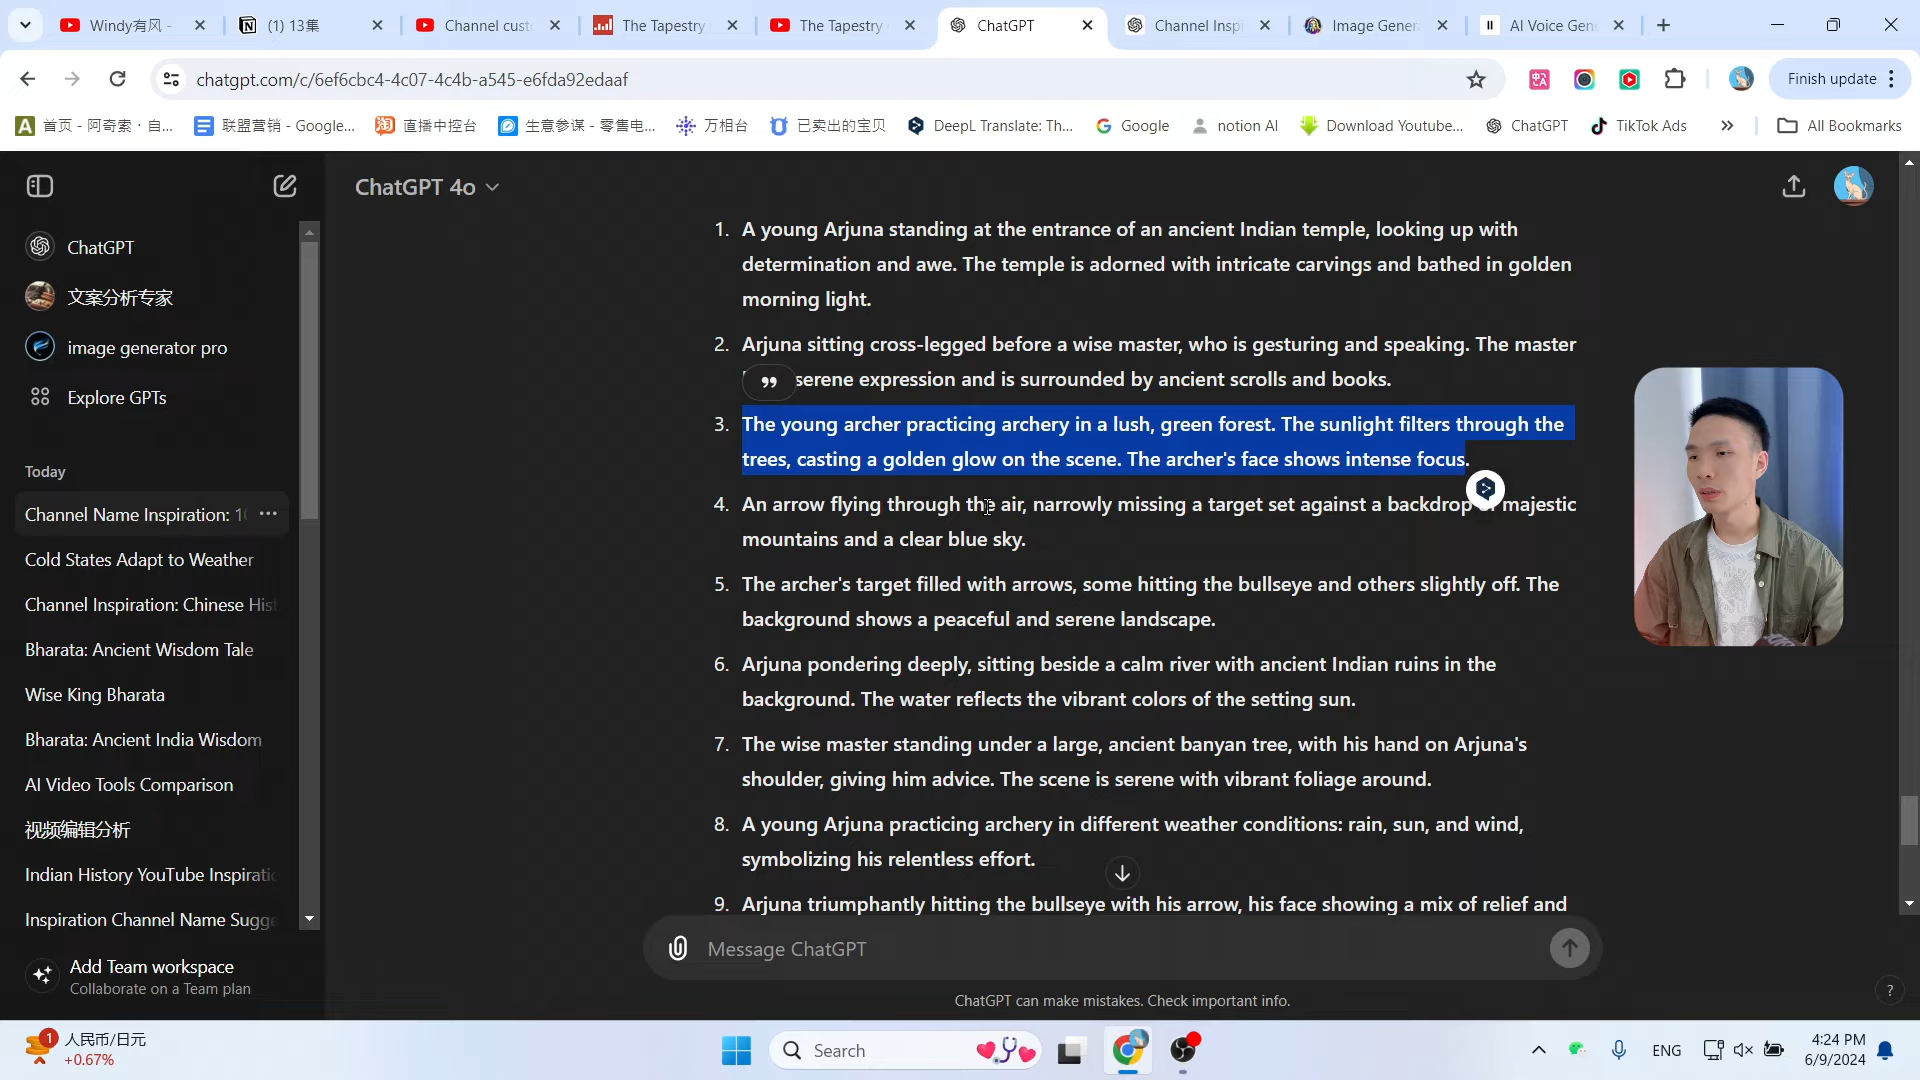 Windy有风 -
(1) 13集
Channel custo
The Tapestry
The Tapestry
ChatGPT
Channel Inspi
Image Gener
AI Voice Gen
chatgpt.com/c/6ef6cbc4-4c07-4c4b-a545-e6fda92edaaf
Finish update
首页 - 阿奇索 · 自...
联盟营销 - Google...
直播中控台
生意参谋 - 零售电...
万相台
已卖出的宝贝
DeepL Translate: Th...
Google
notion AI
Download Youtube...
ChatGPT
TikTok Ads
All Bookmarks
ChatGPT
文案分析专家
image generator pro
Explore GPTs
Today
Channel Name Inspiration: 10
Cold States Adapt to Weather
Channel Inspiration: Chinese Hist
Bharata: Ancient Wisdom Tale
Wise King Bharata
Bharata: Ancient India Wisdom
AI Video Tools Comparison
视频编辑分析
Indian History YouTube Inspiratic
Inspiration Channel Name Sugge
Add Team workspace
Collaborate on a Team plan
ChatGPT 4o
1. A young Arjuna standing at the entrance of an ancient Indian temple, looking up with
determination and awe. The temple is adorned with intricate carvings and bathed in golden
morning light.
2. Arjuna sitting cross-legged before a wise master, who is gesturing and speaking. The master
serene expression and is surrounded by ancient scrolls and books.
3. The young archer practicing archery in a lush, green forest. The sunlight filters through the
trees, casting a golden glow on the scene. The archer's face shows intense focus.
4. An arrow flying through the air, narrowly missing a target set against a backdrop of majestic
mountains and a clear blue sky.
5. The archer's target filled with arrows, some hitting the bullseye and others slightly off. The
background shows a peaceful and serene landscape.
6. Arjuna pondering deeply, sitting beside a calm river with ancient Indian ruins in the
background. The water reflects the vibrant colors of the setting sun.
7. The wise master standing under a large, ancient banyan tree, with his hand on Arjuna's
shoulder, giving him advice. The scene is serene with vibrant foliage around.
8. A young Arjuna practicing archery in different weather conditions: rain, sun, and wind,
symbolizing his relentless effort.
9. Arjuna triumphantly hitting the bullseye with his arrow, his face showing a mix of relief and
Message ChatGPT
ChatGPT can make mistakes. Check important info.
?
1
人民币/日元
+0.67%
Search
ENG
4:24 PM
6/9/2024